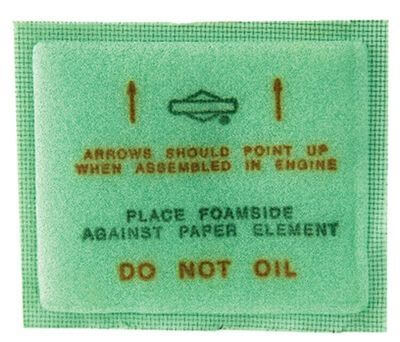 ARROWS SHOULD POINT UP
WHEN ASSEMBLED IN ENGINE
PLACE FOAMSIDE
AGAINST PAPER ELEMENT
DO NOT OIL